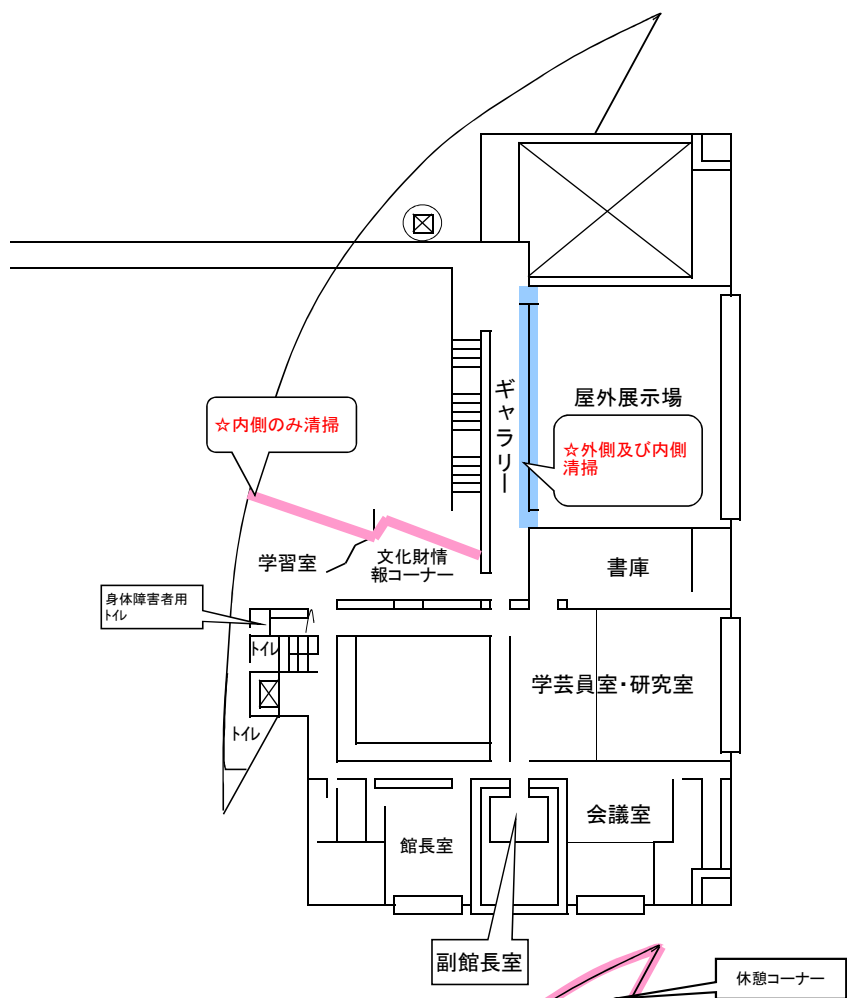 ギャラリー
屋外展示場
☆内側のみ清掃
☆外側及び内側
清掃
学習室
文化財情
報コーナー
書庫
身体障害者用
トイレ
トイレ
学芸員室・研究室
トイレ
会議室
館長室
副館長室
休憩コーナー